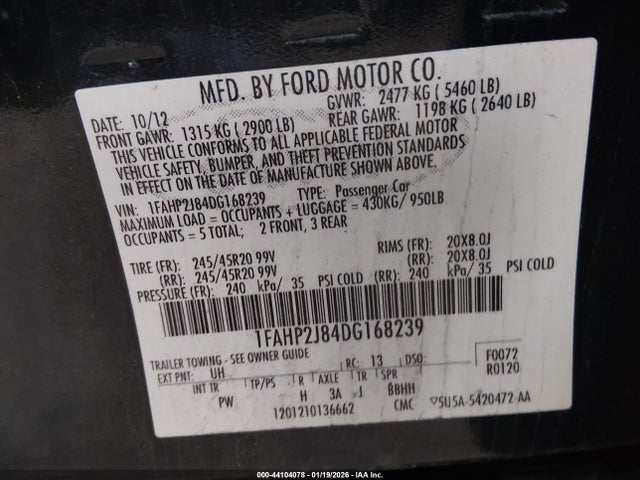 MFD. BY FORD MOTOR CO.
DATE: 10/12 GVWR: 2477 KG ( 5460 LB)
FRONT GAWR: 1315 KG ( 2900 LB) REAR GAWR: 1198 KG ( 2640 LB)
THIS VEHICLE CONFORMS TO ALL APPLICABLE FEDERAL MOTOR
VEHICLE SAFETY, BUMPER, AND THEFT PREVENTION STANDARDS
IN EFFECT ON THE DATE OF MANUFACTURE SHOWN ABOVE.
VIN: 1FAHP2J84DG168239 TYPE: Passenger Car
MAXIMUM LOAD = OCCUPANTS + LUGGAGE = 430KG/ 950LB
OCCUPANTS = 5 TOTAL; 2 FRONT, 3 REAR
TIRE (FR): 245/45R20 99V RIMS (FR): 20X8.0J
(RR): 245/45R20 99V (RR): 20X8.0J
PRESSURE (FR): 240 kPa/ 35 PSI COLD (RR): 240 kPa/ 35 PSI COLD
1FAHP2J84DG168239
TRAILER TOWING - SEE OWNER GUIDE
EXT PNT: UH RC: 13 DSO: F0072
R0120
INT TR TP/PS R AXLE TR SPR
PW H 3A J BBHH
1201210136662 CMC 5U5A-5420472-AA
000-44104078 - 01/19/2026 - IAA Inc.